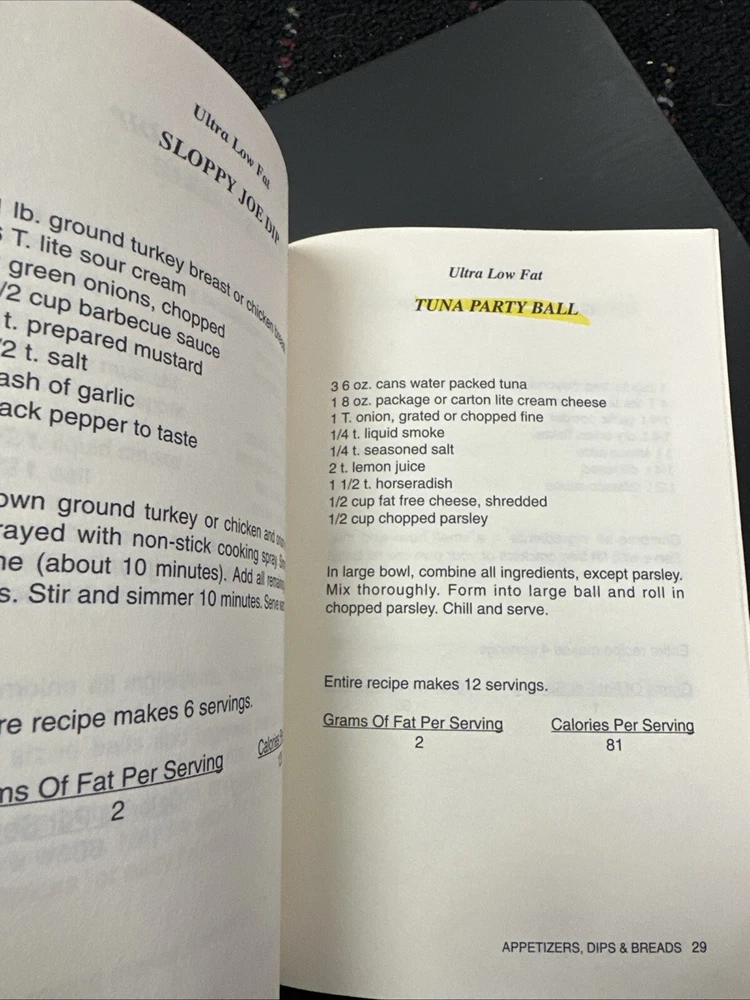 Ultra Low Fat
SLOPPY JOE DIP
lb. ground turkey breast or chicken
T. lite sour cream
green onions, chopped
/2 cup barbecue sauce
t. prepared mustard
/2 t. salt
ash of garlic
ack pepper to taste
own ground turkey or chicken and
rayed with non-stick cooking spray.
ne (about 10 minutes). Add all
s. Stir and simmer 10 minutes. Serve
re recipe makes 6 servings.
ms Of Fat Per Serving
2
Ultra Low Fat
TUNA PARTY BALL
3 6 oz. cans water packed tuna
1 8 oz. package or carton lite cream cheese
1 T. onion, grated or chopped fine
1/4 t. liquid smoke
1/4 t. seasoned salt
2 t. lemon juice
1 1/2 t. horseradish
1/2 cup fat free cheese, shredded
1/2 cup chopped parsley
In large bowl, combine all ingredients, except parsley.
Mix thoroughly. Form into large ball and roll in
chopped parsley. Chill and serve.
Entire recipe makes 12 servings.
Grams Of Fat Per Serving Calories Per Serving
2 81
APPETIZERS, DIPS & BREADS 29